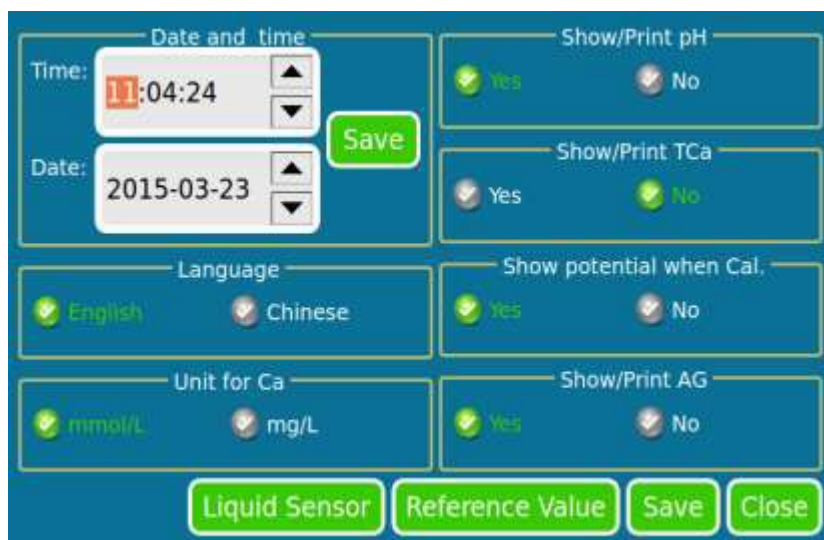 Date and time
Time:
11:04:24
Date:
2015-03-23
Save
Show/Print pH
Yes No
Show/Print TCa
Yes No
Language
English Chinese
Show potential when Cal.
Yes No
Unit for Ca
mmol/L mg/L
Show/Print AG
Yes No
Liquid Sensor Reference Value Save Close